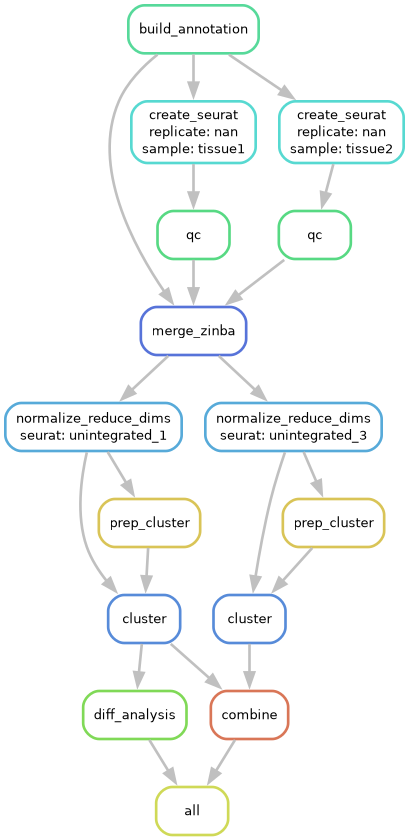 build_annotation
create_seurat
replicate: nan
sample: tissue1
create_seurat
replicate: nan
sample: tissue2
qc
qc
merge_zinba
normalize_reduce_dims
seurat: unintegrated_1
normalize_reduce_dims
seurat: unintegrated_3
prep_cluster
prep_cluster
cluster
cluster
diff_analysis
combine
all